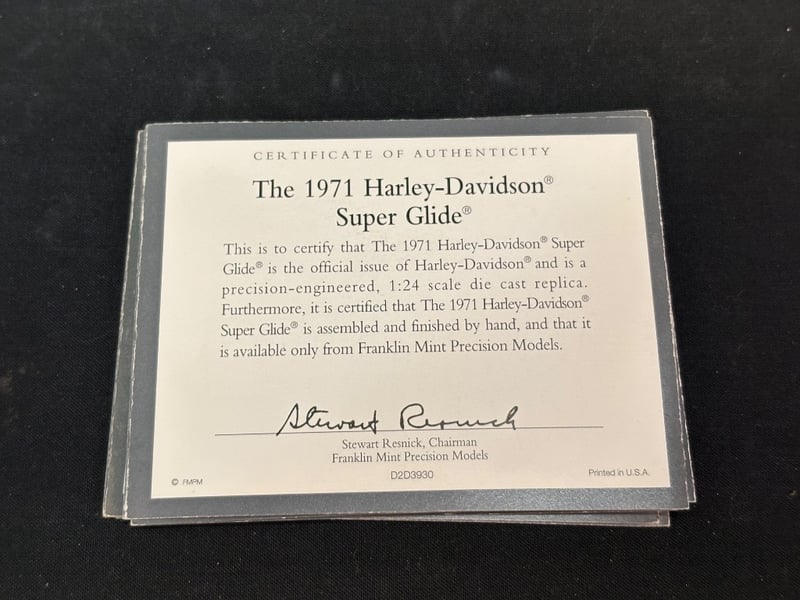 CERTIFICATE OF AUTHENTICITY
The 1971 Harley-Davidson®
Super Glide®
This is to certify that The 1971 Harley-Davidson® Super
Glide® is the official issue of Harley-Davidson® and is a
precision-engineered, 1:24 scale die cast replica.
Furthermore, it is certified that The 1971 Harley-Davidson®
Super Glide® is assembled and finished by hand, and that it
is available only from Franklin Mint Precision Models.
Stewart Resnick
Stewart Resnick, Chairman
Franklin Mint Precision Models
© FMPM
D2D3930
Printed in U.S.A.